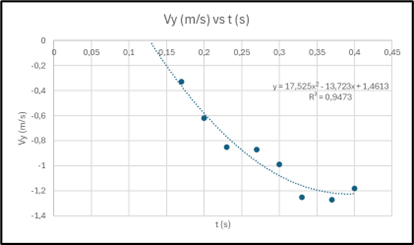 Vy (m/s) vs t (s)
0
0 0,05 0,1 0,15 0,2 0,25 0,3 0,35 0,4 0,45
-0,2
y = 17,525x² - 13,723x + 1,4613
-0,4
R² = 0,9473
-0,6
-0,8
-1
-1,2
-1,4
Vy (m/s)
t (s)